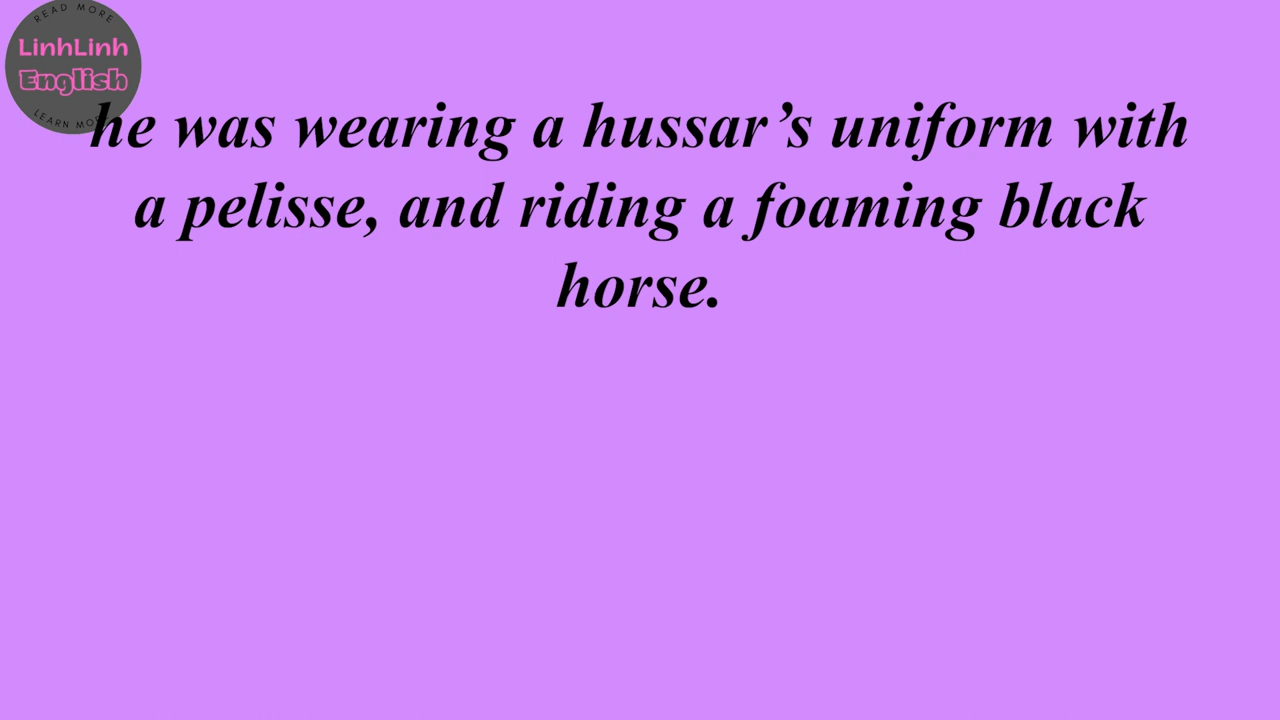 READ MORE
LinhLinh
English
LEARN MORE
he was wearing a hussar’s uniform with
a pelisse, and riding a foaming black
horse.